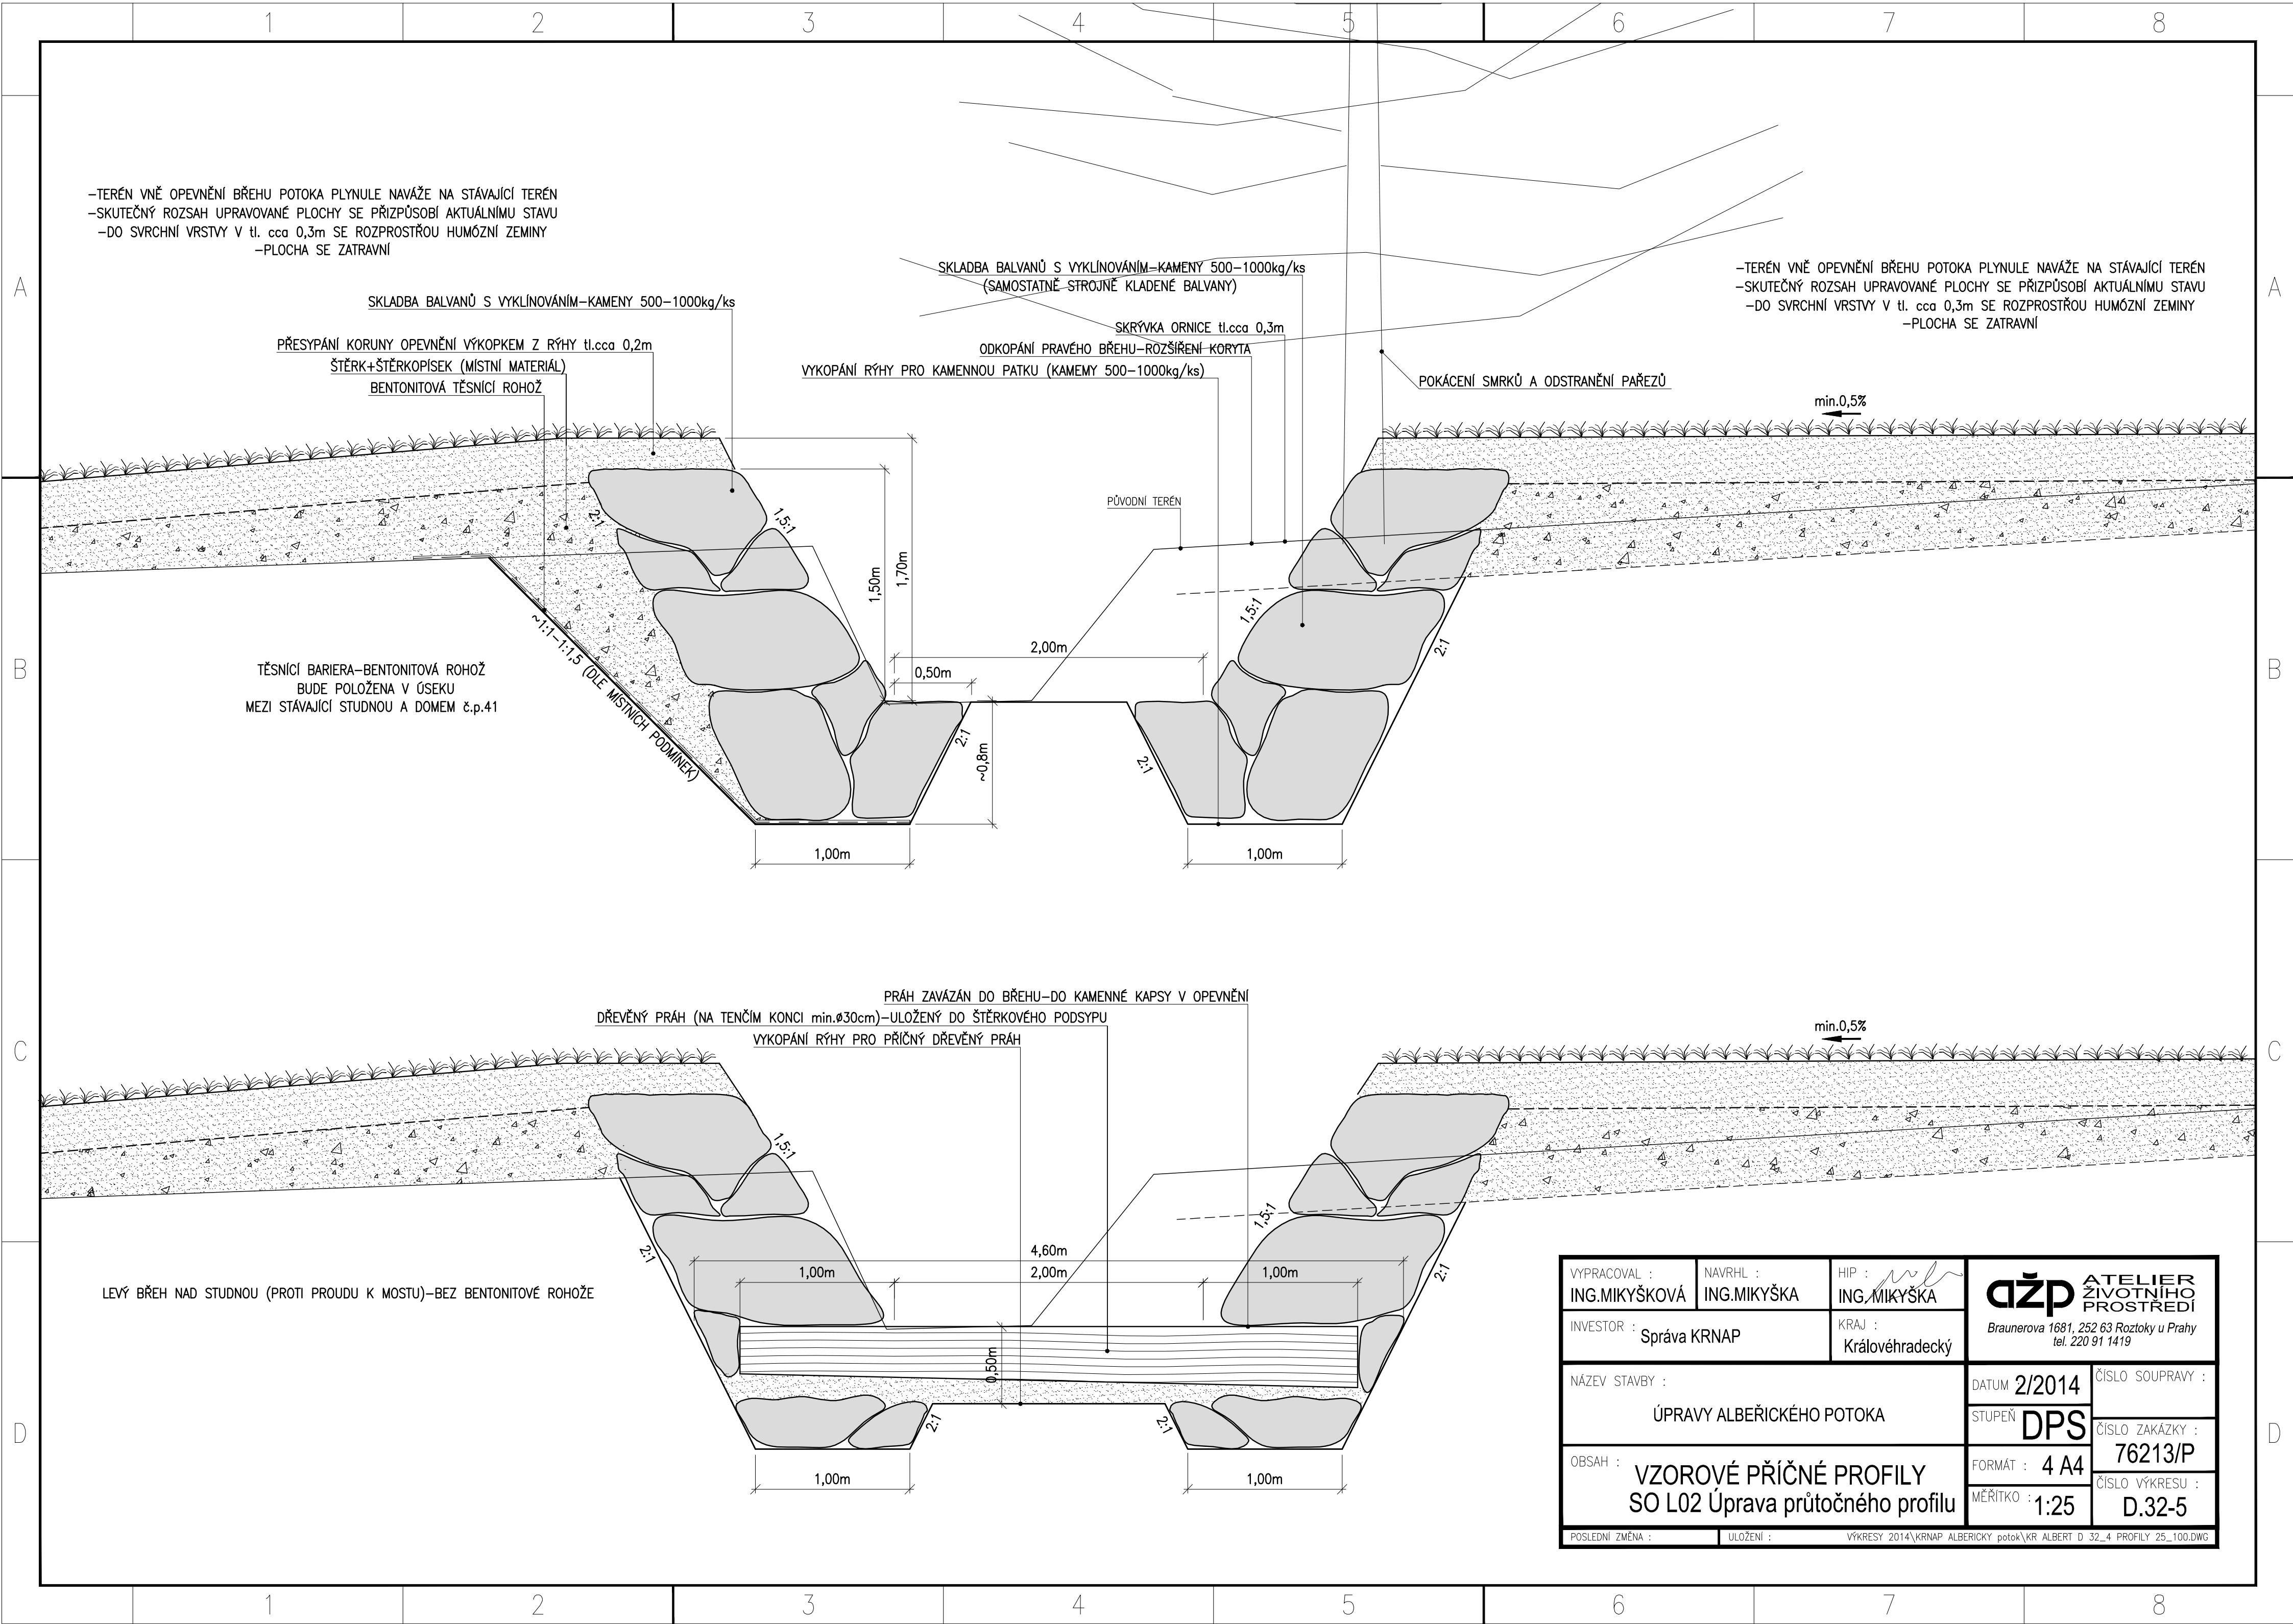 1 2 3 4 5 6 7 8
A
A
B
B
C
C
D
D
-TERÉN VNĚ OPEVNĚNÍ BŘEHU POTOKA PLYNULE NAVÁŽE NA STÁVAJÍCÍ TERÉN
-SKUTEČNÝ ROZSAH UPRAVOVANÉ PLOCHY SE PŘIZPŮSOBÍ AKTUÁLNÍMU STAVU
-DO SVRCHNÍ VRSTVY V tl. cca 0,3m SE ROZPROSTŘOU HUMÓZNÍ ZEMINY
-PLOCHA SE ZATRAVNÍ
SKLADBA BALVANŮ S VYKLÍNOVÁNÍM-KAMENY 500-1000kg/ks
PŘESYPÁNÍ KORUNY OPEVNĚNÍ VÝKOPKEM Z RÝHY tl.cca 0,2m
ŠTĚRK+ŠTĚRKOPÍSEK (MÍSTNÍ MATERIÁL)
BENTONITOVÁ TĚSNÍCÍ ROHOŽ
SKLADBA BALVANŮ S VYKLÍNOVÁNÍM-KAMENY 500-1000kg/ks
(SAMOSTATNĚ STROJNĚ KLADENÉ BALVANY)
SKRÝVKA ORNICE tl.cca 0,3m
ODKOPÁNÍ PRAVÉHO BŘEHU-ROZŠÍŘENÍ KORYTA
VYKOPÁNÍ RÝHY PRO KAMENNOU PATKU (KAMEMY 500-1000kg/ks)
POKÁCENÍ SMRKŮ A ODSTRANĚNÍ PAŘEZŮ
-TERÉN VNĚ OPEVNĚNÍ BŘEHU POTOKA PLYNULE NAVÁŽE NA STÁVAJÍCÍ TERÉN
-SKUTEČNÝ ROZSAH UPRAVOVANÉ PLOCHY SE PŘIZPŮSOBÍ AKTUÁLNÍMU STAVU
-DO SVRCHNÍ VRSTVY V tl. cca 0,3m SE ROZPROSTŘOU HUMÓZNÍ ZEMINY
-PLOCHA SE ZATRAVNÍ
min.0,5%
PŮVODNÍ TERÉN
2:1
1,5:1
1,50m
1,70m
1,5:1
2:1
~1:1-1:1,5 (DLE MÍSTNÍCH PODMÍNEK)
2,00m
0,50m
TĚSNÍCÍ BARIERA-BENTONITOVÁ ROHOŽ
BUDE POLOŽENA V ÚSEKU
MEZI STÁVAJÍCÍ STUDNOU A DOMEM č.p.41
2:1
~0,8m
2:1
1,00m
1,00m
PRÁH ZAVÁZÁN DO BŘEHU-DO KAMENNÉ KAPSY V OPEVNĚNÍ
DŘEVĚNÝ PRÁH (NA TENČÍM KONCI min.ø30cm)-ULOŽENÝ DO ŠTĚRKOVÉHO PODSYPU
VYKOPÁNÍ RÝHY PRO PŘÍČNÝ DŘEVĚNÝ PRÁH
min.0,5%
1,5:1
1,5:1
2:1
2:1
4,60m
1,00m 2,00m 1,00m
0,50m
LEVÝ BŘEH NAD STUDNOU (PROTI PROUDU K MOSTU)-BEZ BENTONITOVÉ ROHOŽE
2:1
2:1
1,00m
1,00m
VYPRACOVAL :
ING.MIKYŠKOVÁ
NAVRHL :
ING.MIKYŠKA
HIP :
ING.MIKYŠKA
INVESTOR :
Správa KRNAP
KRAJ :
Královéhradecký
ažp
ATELIER
ŽIVOTNÍHO
PROSTŘEDÍ
Braunerova 1681, 252 63 Roztoky u Prahy
tel. 220 91 1419
NÁZEV STAVBY :
ÚPRAVY ALBEŘICKÉHO POTOKA
OBSAH :
VZOROVÉ PŘÍČNÉ PROFILY
SO L02 Úprava průtočného profilu
DATUM 2/2014
STUPEŇ DPS
FORMÁT : 4 A4
MĚŘÍTKO : 1:25
ČÍSLO SOUPRAVY :
ČÍSLO ZAKÁZKY :
76213/P
ČÍSLO VÝKRESU :
D.32-5
POSLEDNÍ ZMĚNA :
ULOŽENÍ :
VÝKRESY 2014\KRNAP ALBERICKY potok\KR ALBERT D 32_4 PROFILY 25_100.DWG
1 2 3 4 5 6 7 8